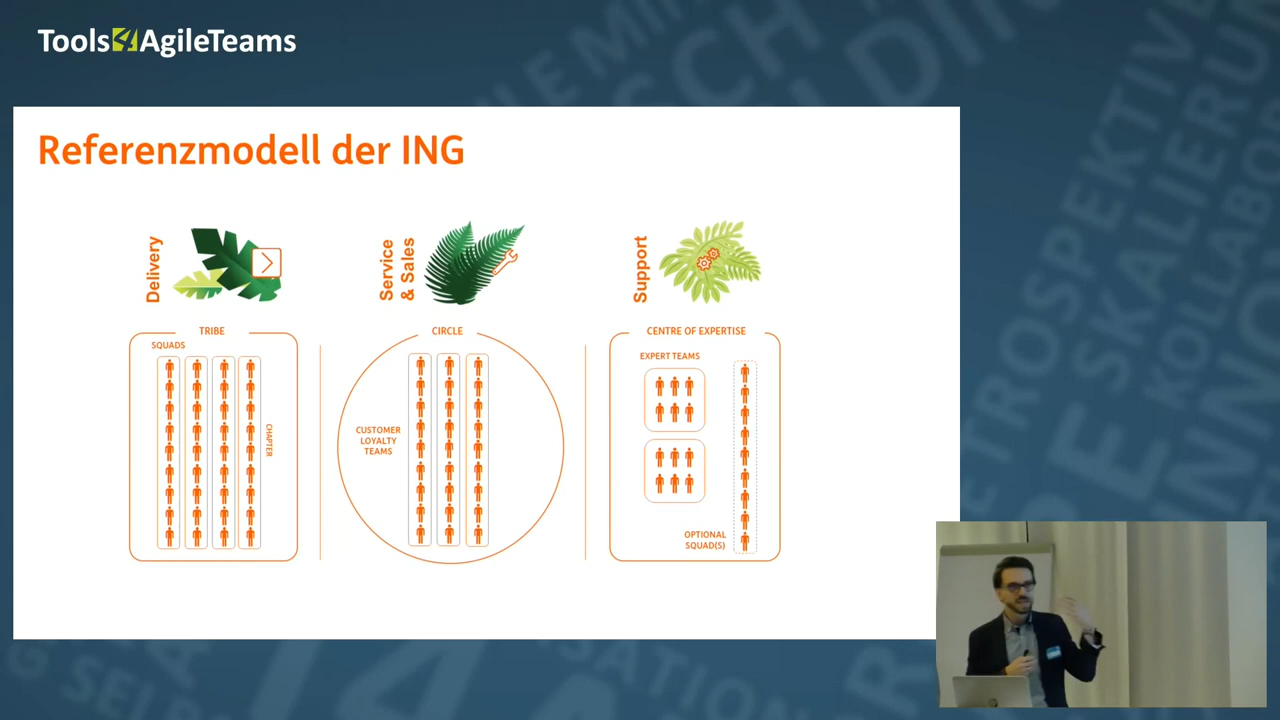 Tools4AgileTeams
Referenzmodell der ING
Delivery
Service
& Sales
Support
TRIBE
SQUADS
CHAPTER
CIRCLE
CUSTOMER
LOYALTY
TEAMS
CENTRE OF EXPERTISE
EXPERT TEAMS
OPTIONAL
SQUAD(S)